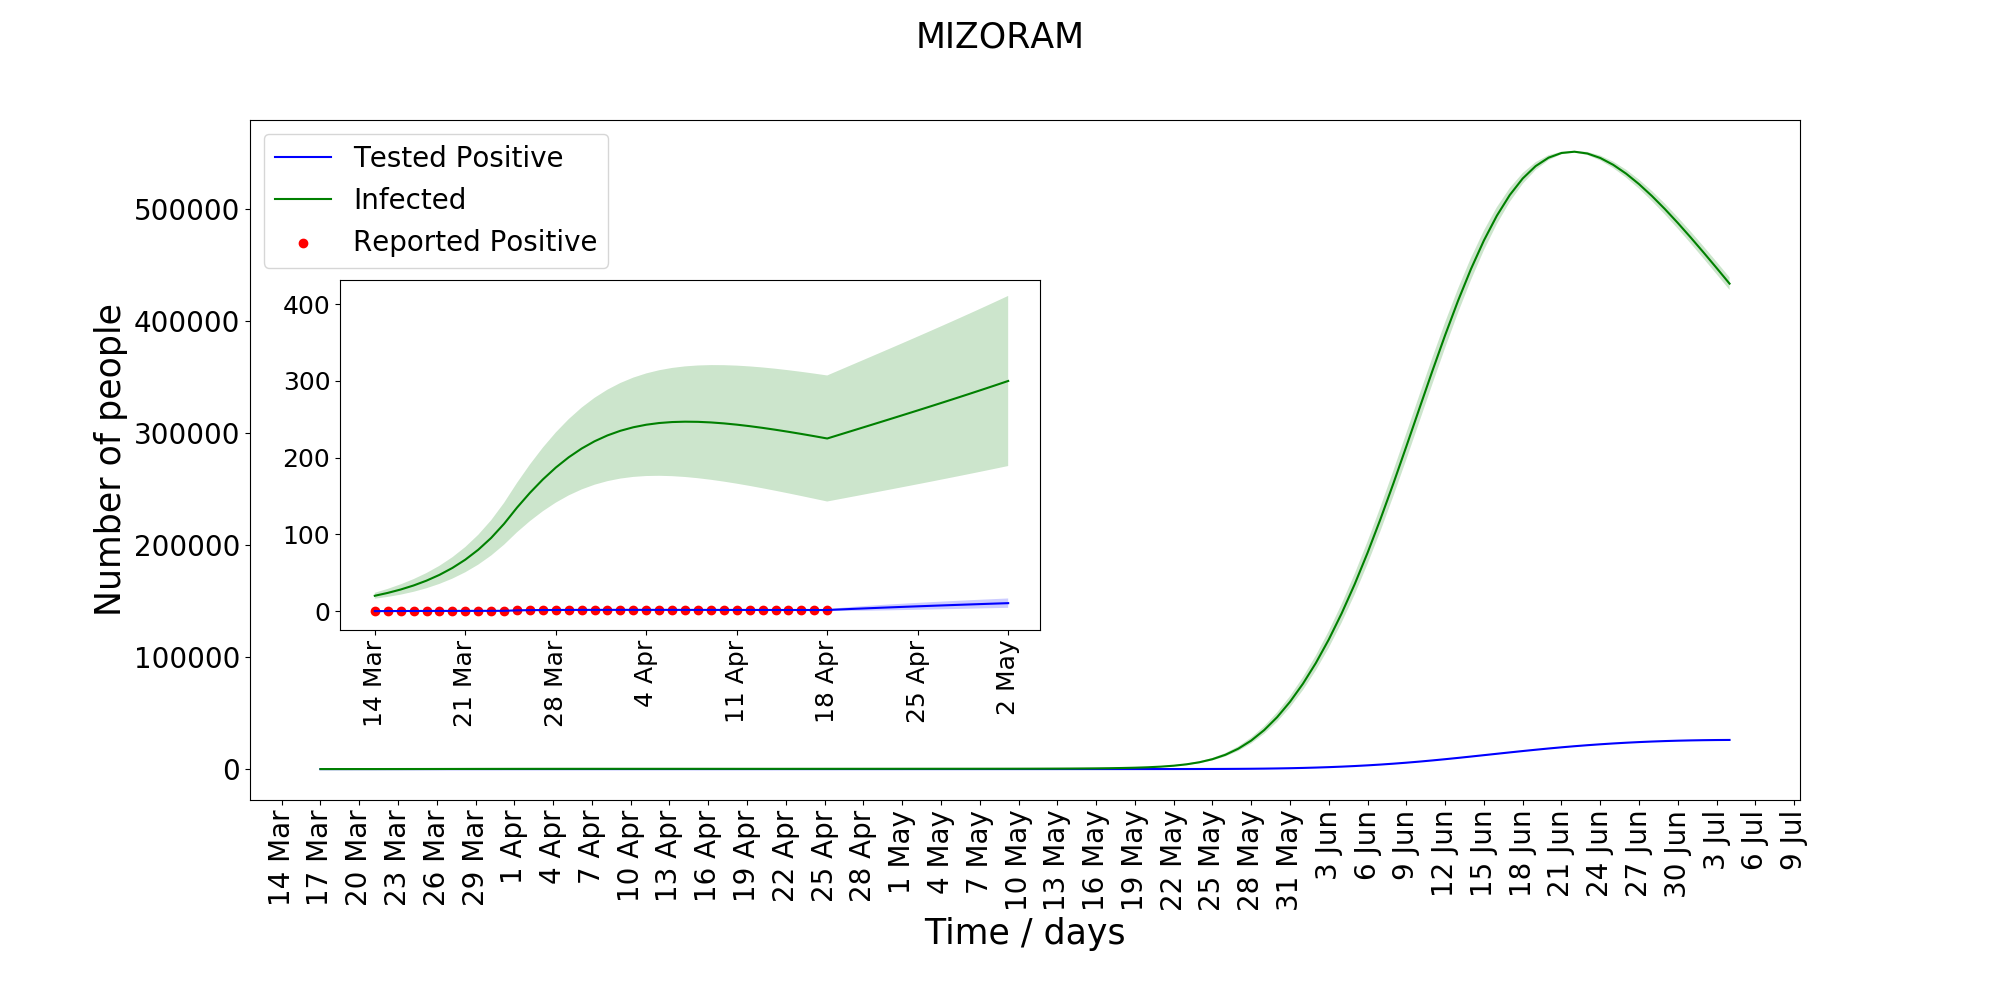 MIZORAM
Tested Positive
Infected
Reported Positive
Number of people
500000
400000
300000
200000
100000
0
400
300
200
100
0
14 Mar
21 Mar
28 Mar
4 Apr
11 Apr
18 Apr
25 Apr
2 May
14 Mar
17 Mar
20 Mar
23 Mar
26 Mar
29 Mar
1 Apr
4 Apr
7 Apr
10 Apr
13 Apr
16 Apr
19 Apr
22 Apr
25 Apr
28 Apr
1 May
4 May
7 May
10 May
13 May
16 May
19 May
22 May
25 May
28 May
31 May
3 Jun
6 Jun
9 Jun
12 Jun
15 Jun
18 Jun
21 Jun
24 Jun
27 Jun
30 Jun
3 Jul
6 Jul
9 Jul
Time / days